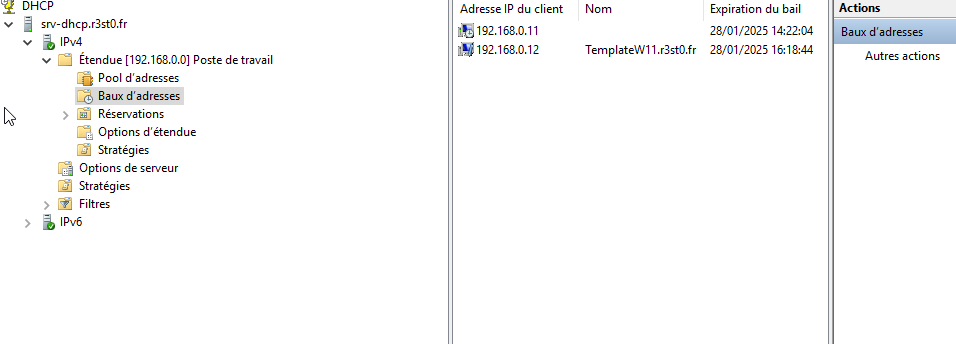 DHCP
srv-dhcp.r3st0.fr
IPv4
Étendue [192.168.0.0] Poste de travail
Pool d'adresses
Baux d'adresses
Réservations
Options d'étendue
Stratégies
Options de serveur
Stratégies
Filtres
IPv6
Adresse IP du client Nom Expiration du bail
192.168.0.11 28/01/2025 14:22:04
192.168.0.12 TemplateW11.r3st0.fr 28/01/2025 16:18:44
Actions
Baux d'adresses
Autres actions